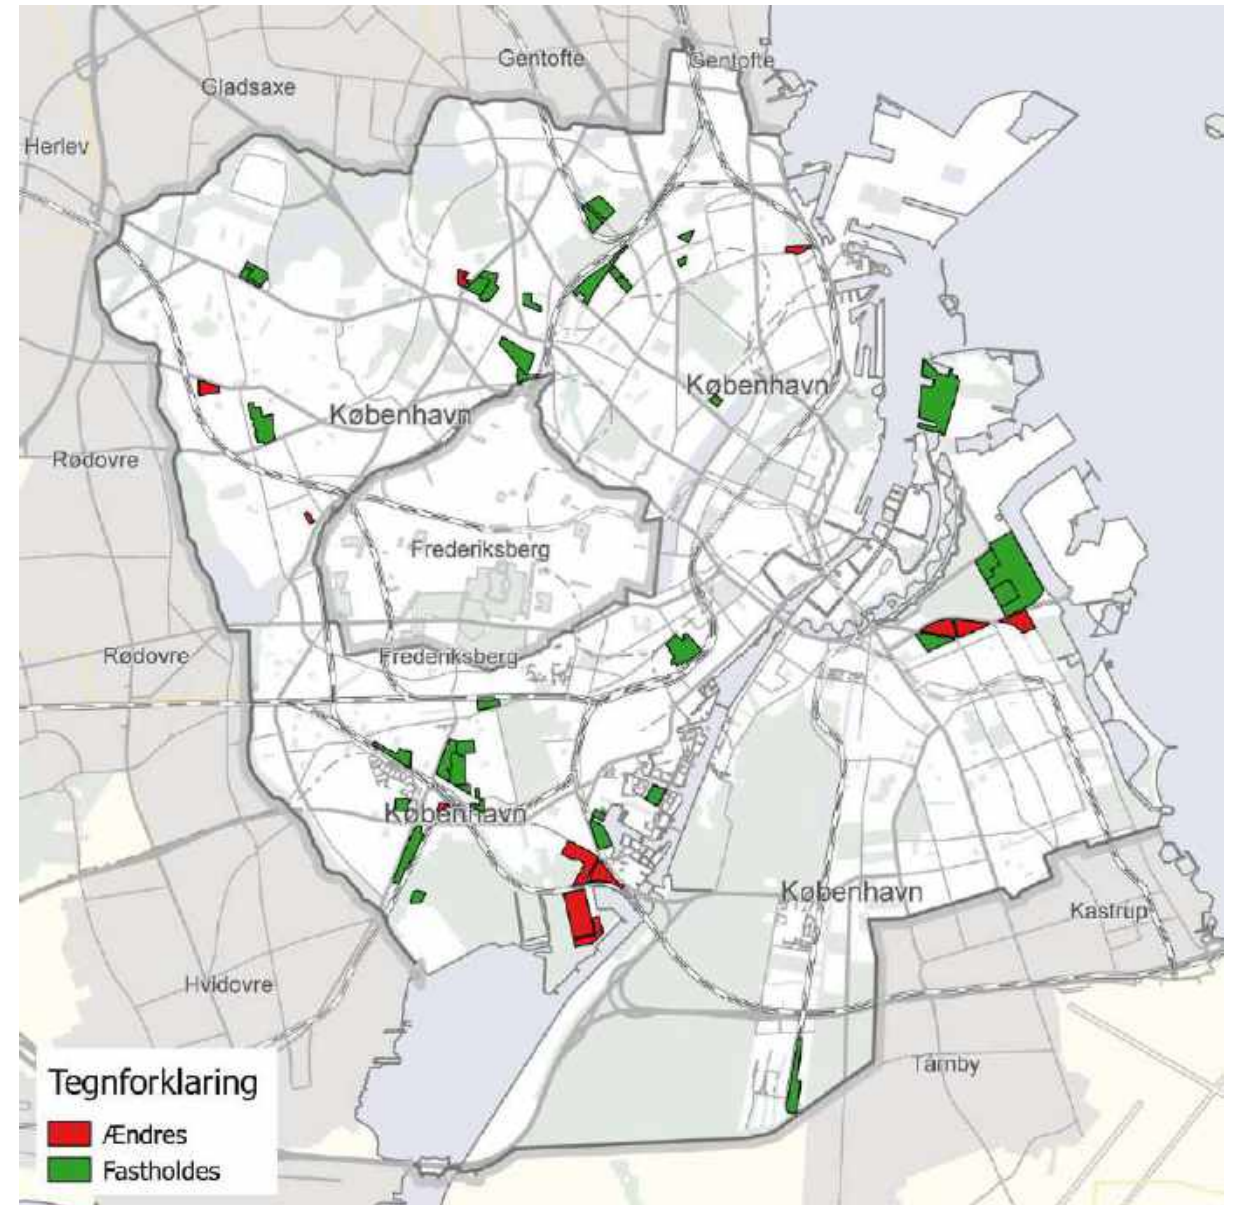 Gentofte
Gentofte
Gladsaxe
Herlev
København
København
Rødovre
Frederiksberg
Rødovre
Frederiksberg
København
København
Kastrup
Hvidovre
Tårnby
Tegnforklaring
Ændres
Fastholdes